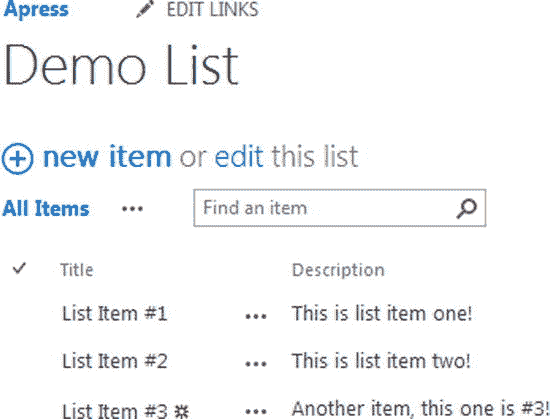 Apress EDIT LINKS
Demo List
new item or edit this list
All Items ••• Find an item
Title Description
List Item #1 ••• This is list item one!
List Item #2 ••• This is list item two!
List Item #3 ••• Another item, this one is #3!